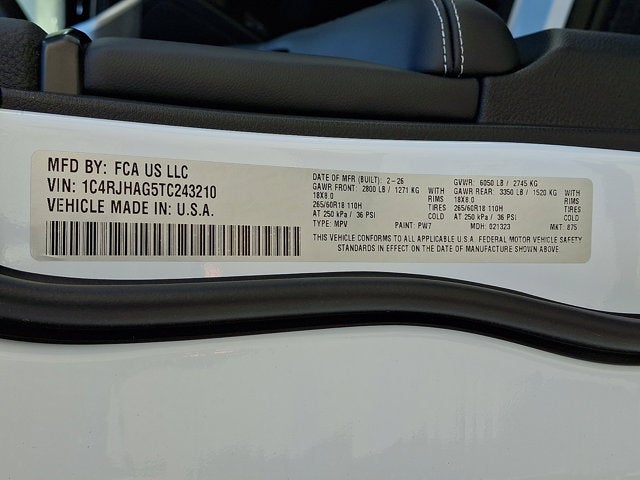 MFD BY: FCA US LLC
VIN: 1C4RJHAG5TC243210
VEHICLE MADE IN: U.S.A.
DATE OF MFR (BUILT): 2-26 GVWR: 6050 LB / 2745 KG
GAWR FRONT: 2800 LB / 1271 KG WITH GAWR REAR: 3350 LB / 1520 KG WITH
18X8.0 RIMS 18X8.0 RIMS
265/60R18 110H TIRES 265/60R18 110H TIRES
AT 250 kPa / 36 PSI COLD AT 250 kPa / 36 PSI COLD
TYPE: MPV PAINT: PW7 MDH: 021323 MKT: 875
THIS VEHICLE CONFORMS TO ALL APPLICABLE U.S.A. FEDERAL MOTOR VEHICLE SAFETY
STANDARDS IN EFFECT ON THE DATE OF MANUFACTURE SHOWN ABOVE.